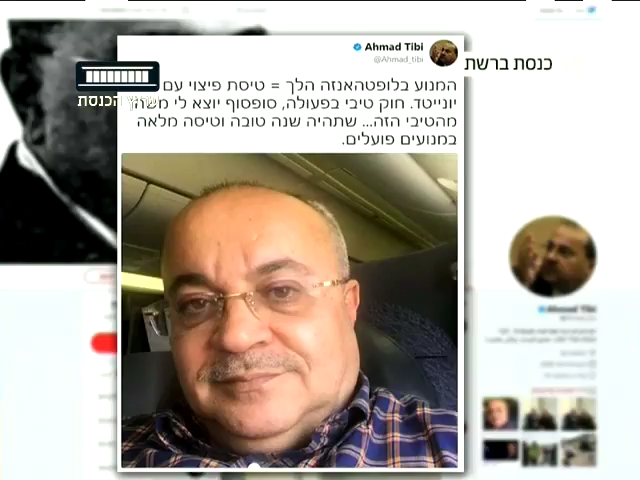 Ahmad Tibi
@Ahmad_tibi
כנסת ברשת
ערוץ הכנסת
המנוע בלופטהאנזה הלך = טיסת פיצוי עם
יונייטד. חוק טיבי בפעולה, סופסוף יוצא לי משהו
מהטיבי הזה... שתהיה שנה טובה וטיסה מלאה
במנועים פועלים.
Ahmad Tibi